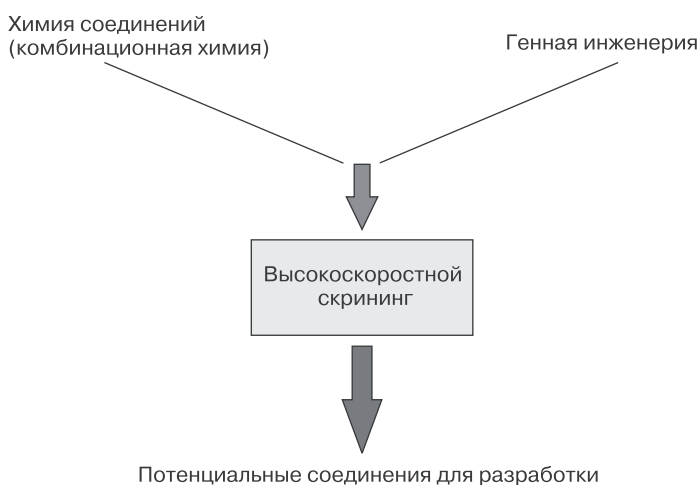 Химия соединений
(комбинационная химия)
Генная инженерия
Высокоскоростной
скрининг
Потенциальные соединения для разработки